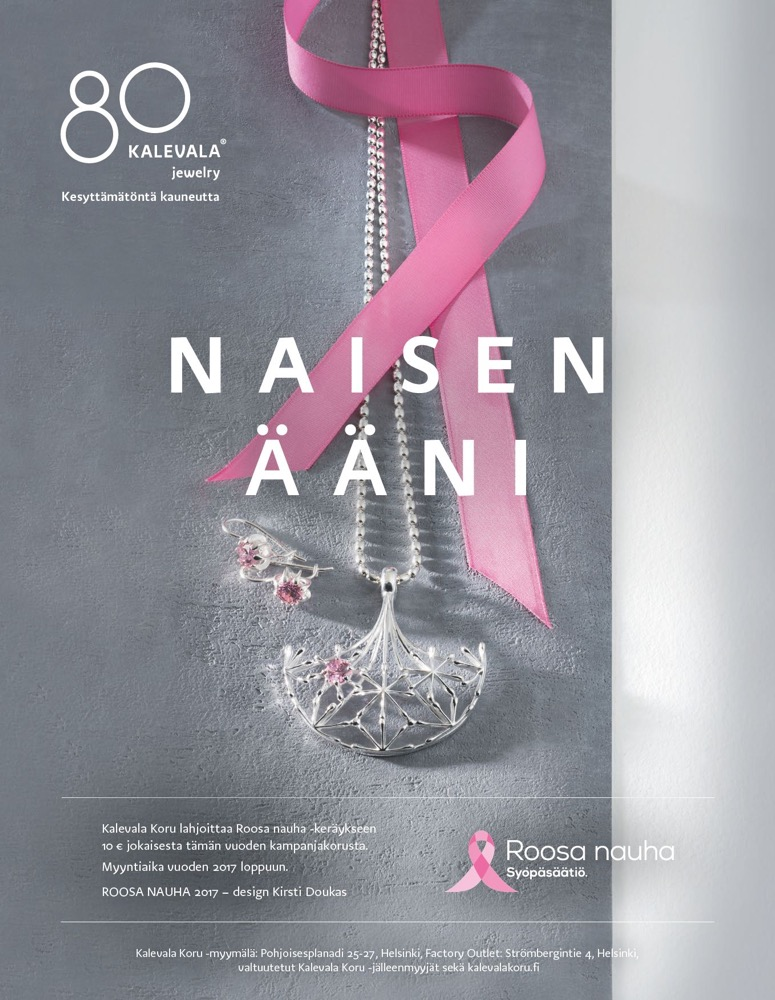 80
KALEVALA®
jewelry
Kesyttämätöntä kauneutta
NAISEN
ÄÄNI
Kalevala Koru lahjoittaa Roosa nauha -keräykseen
10 € jokaisesta tämän vuoden kampanjakorusta.
Myyntiaika vuoden 2017 loppuun.
ROOSA NAUHA 2017 – design Kirsti Doukas
Roosa nauha
Syöpäsäätiö.
Kalevala Koru -myymälä: Pohjoisesplanadi 25-27, Helsinki, Factory Outlet: Strömbergintie 4, Helsinki,
valtuutetut Kalevala Koru -jälleenmyyjät sekä kalevalakoru.fi